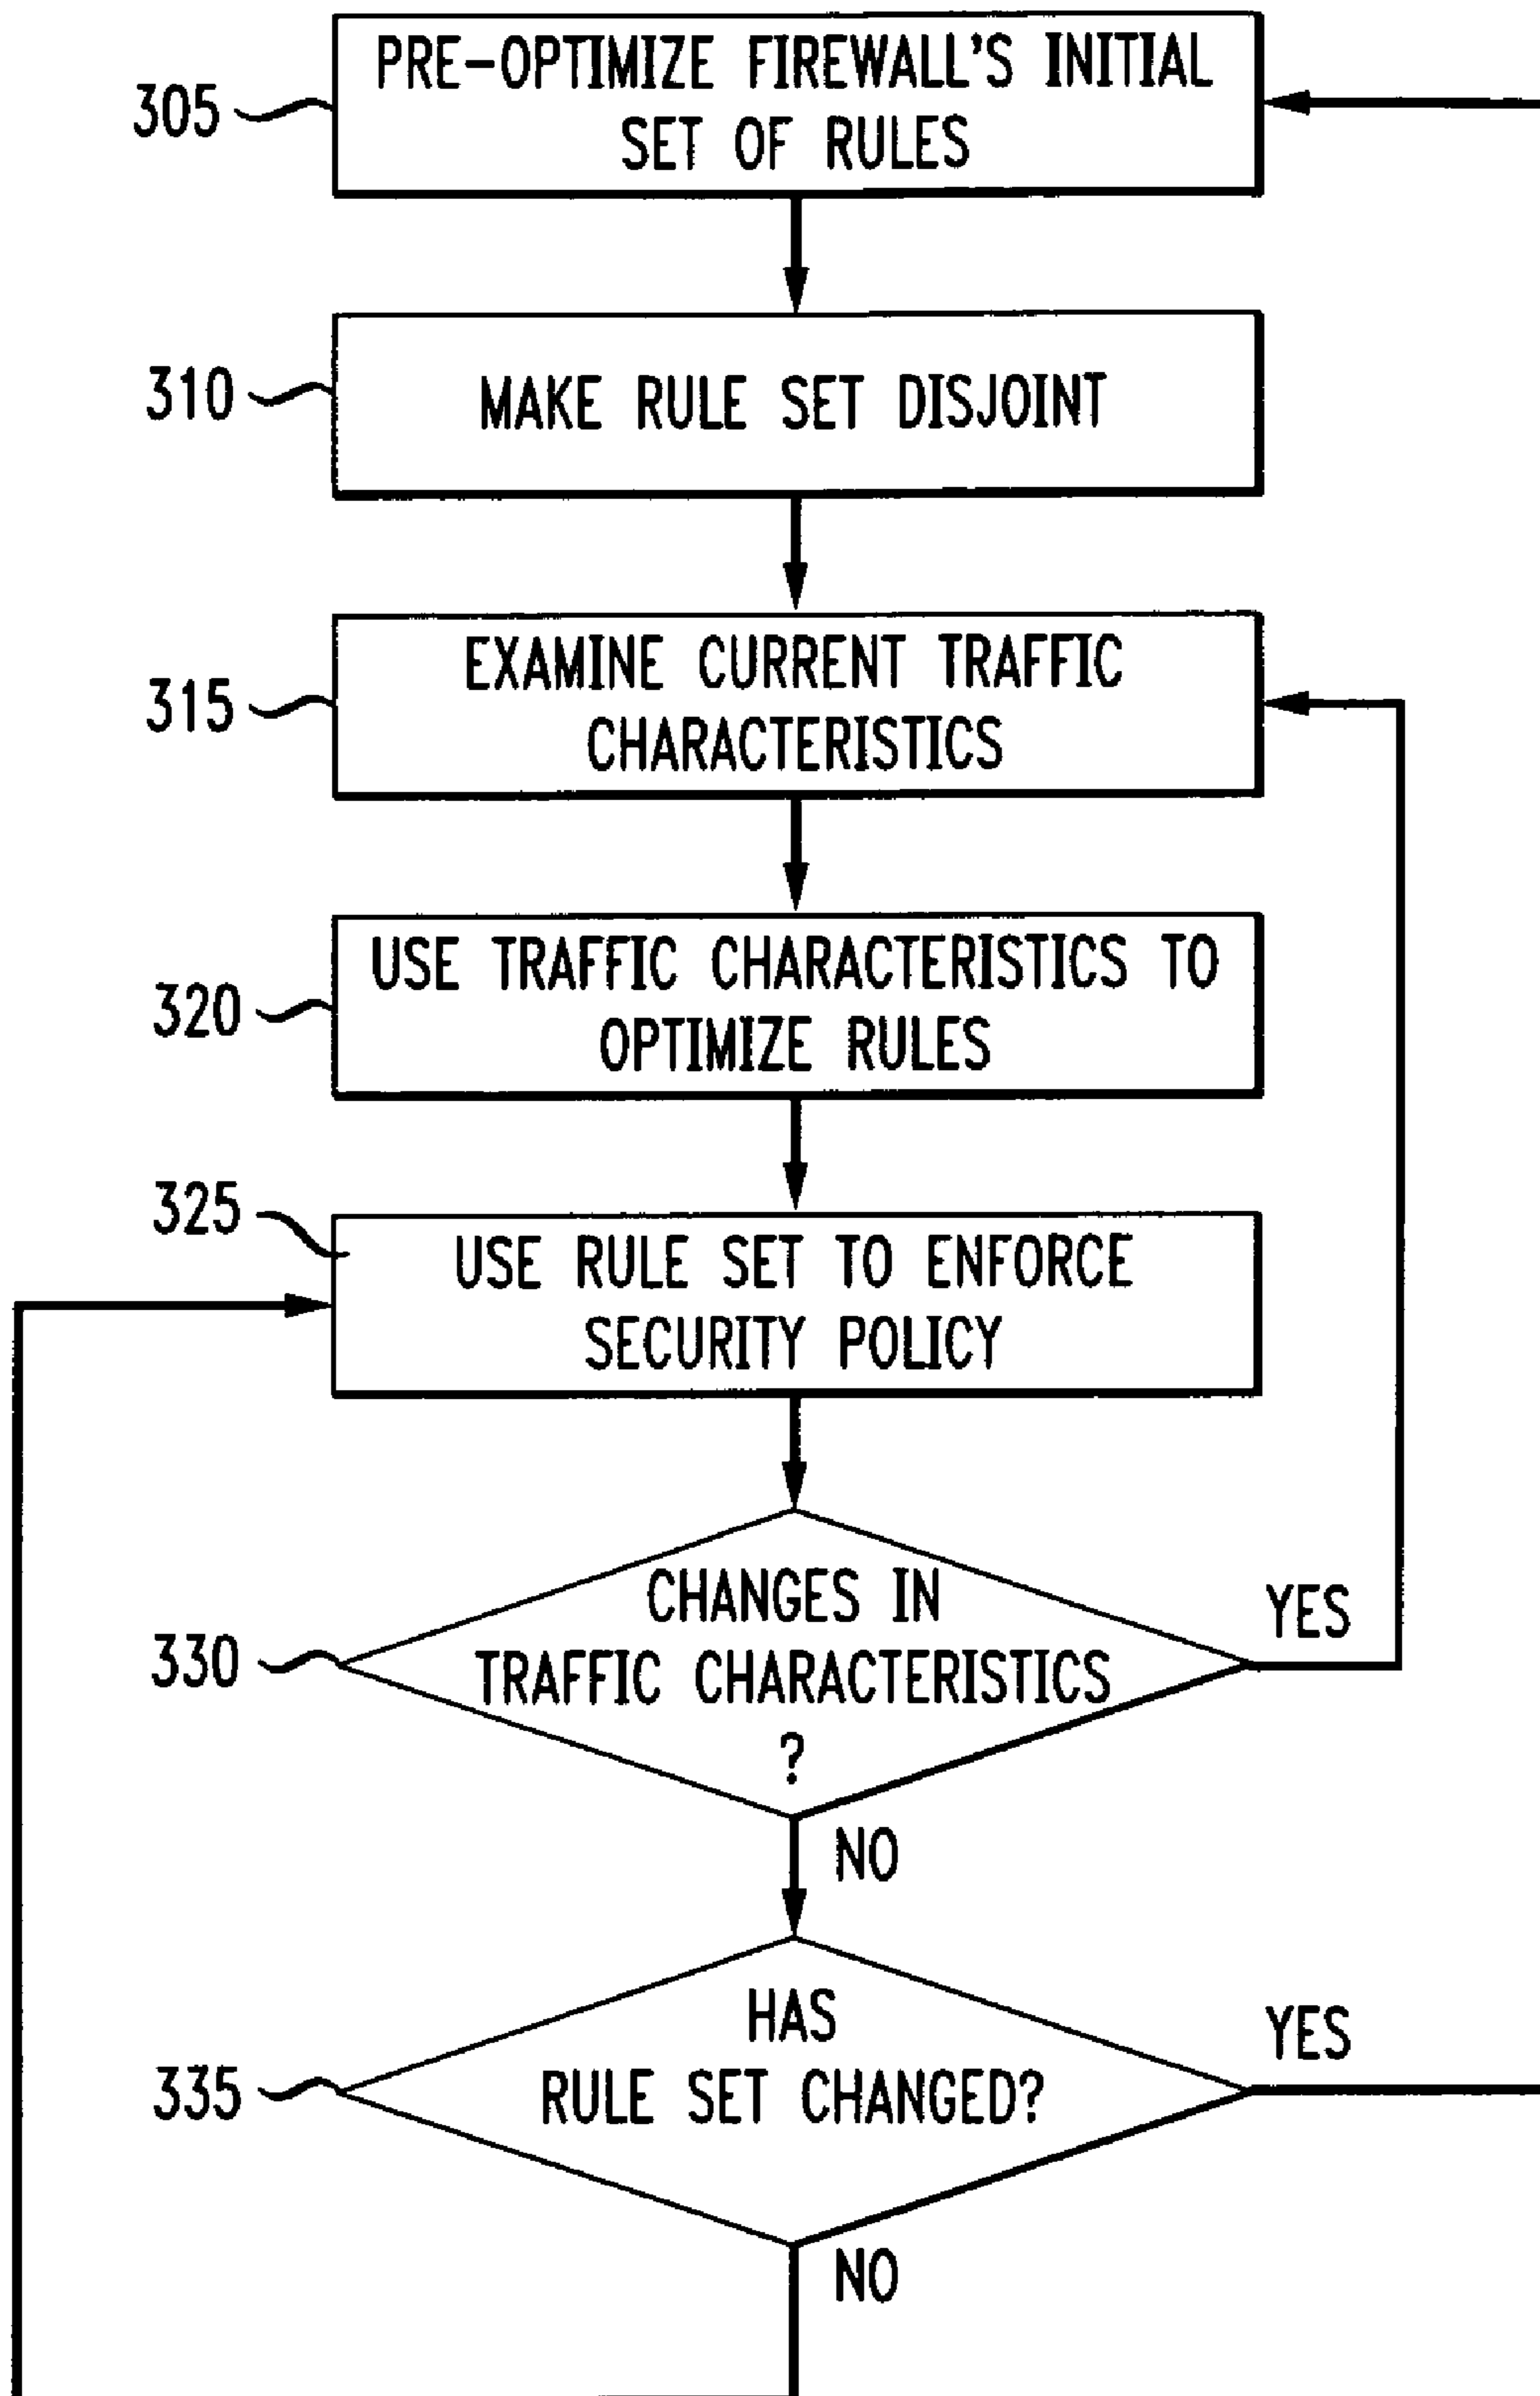 PRE-OPTIMIZE FIREWALL'S INITIAL
SET OF RULES
305
MAKE RULE SET DISJOINT
310
EXAMINE CURRENT TRAFFIC
CHARACTERISTICS
315
USE TRAFFIC CHARACTERISTICS TO
OPTIMIZE RULES
320
325
USE RULE SET TO ENFORCE
SECURITY POLICY
CHANGES IN
TRAFFIC CHARACTERISTICS
?
330
YES
NO
HAS
RULE SET CHANGED?
335
YES
NO